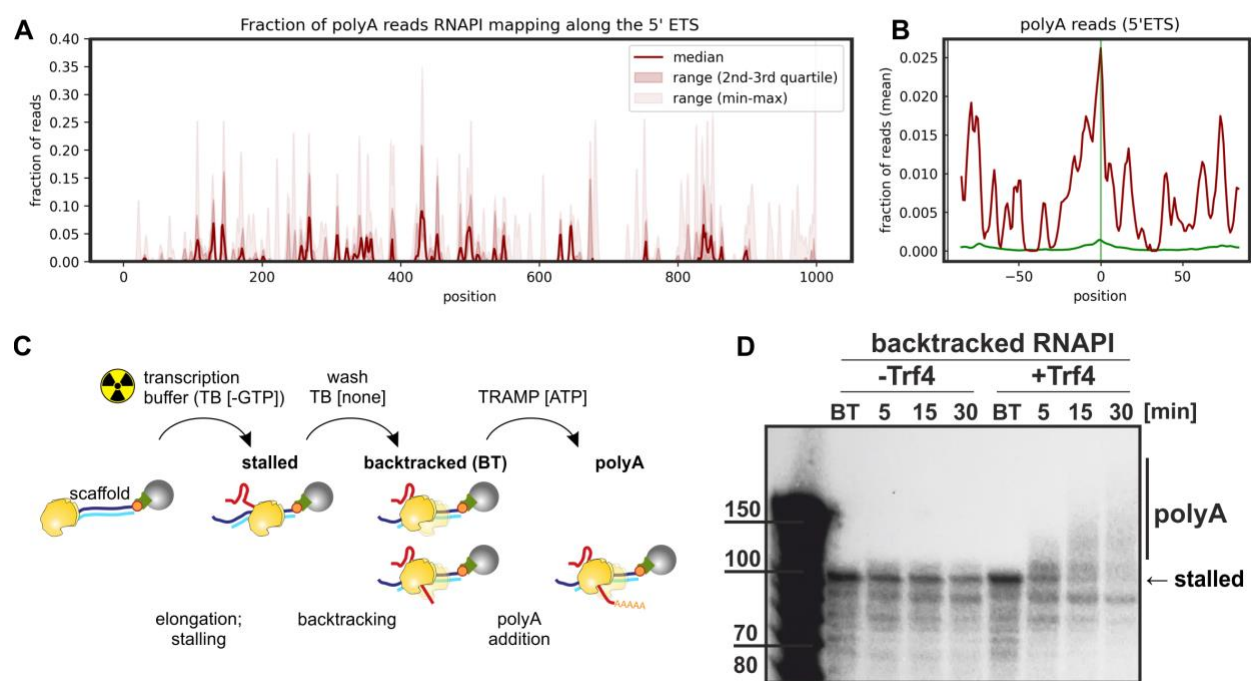 A
Fraction of polyA reads RNAPI mapping along the 5' ETS
fraction of reads
0.40
0.35
0.30
0.25
0.20
0.15
0.10
0.05
0.00
median
range (2nd-3rd quartile)
range (min-max)
0 200 400 600 800 1000
position
B
polyA reads (5'ETS)
fraction of reads (mean)
0.025
0.020
0.015
0.010
0.005
0.000
−50 0 50
position
C
transcription
buffer (TB [-GTP])
wash
TB [none]
TRAMP [ATP]
stalled
backtracked (BT)
polyA
scaffold
AAAAA
elongation;
stalling
backtracking
polyA
addition
D
backtracked RNAPI
-Trf4 +Trf4
BT 5 15 30 BT 5 15 30 [min]
150
100
70
80
polyA
← stalled